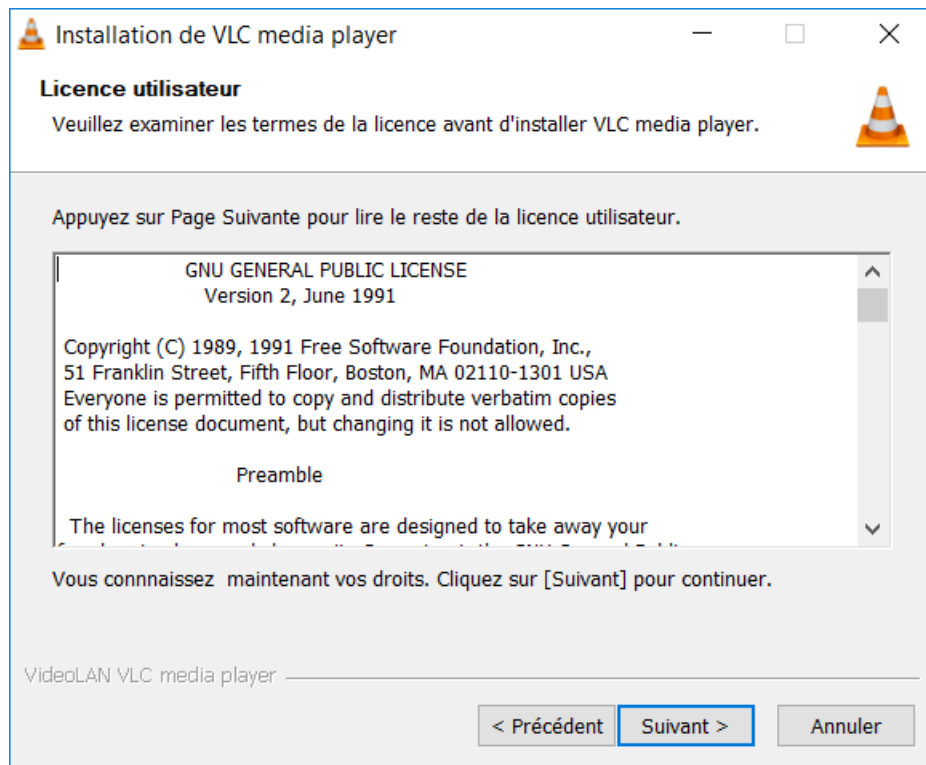 Installation de VLC media player
Licence utilisateur
Veuillez examiner les termes de la licence avant d'installer VLC media player.
Appuyez sur Page Suivante pour lire le reste de la licence utilisateur.
GNU GENERAL PUBLIC LICENSE
Version 2, June 1991
Copyright (C) 1989, 1991 Free Software Foundation, Inc.,
51 Franklin Street, Fifth Floor, Boston, MA 02110-1301 USA
Everyone is permitted to copy and distribute verbatim copies
of this license document, but changing it is not allowed.
Preamble
The licenses for most software are designed to take away your
Vous connnaissez  maintenant vos droits. Cliquez sur [Suivant] pour continuer.
VideoLAN VLC media player
< Précédent
Suivant >
Annuler